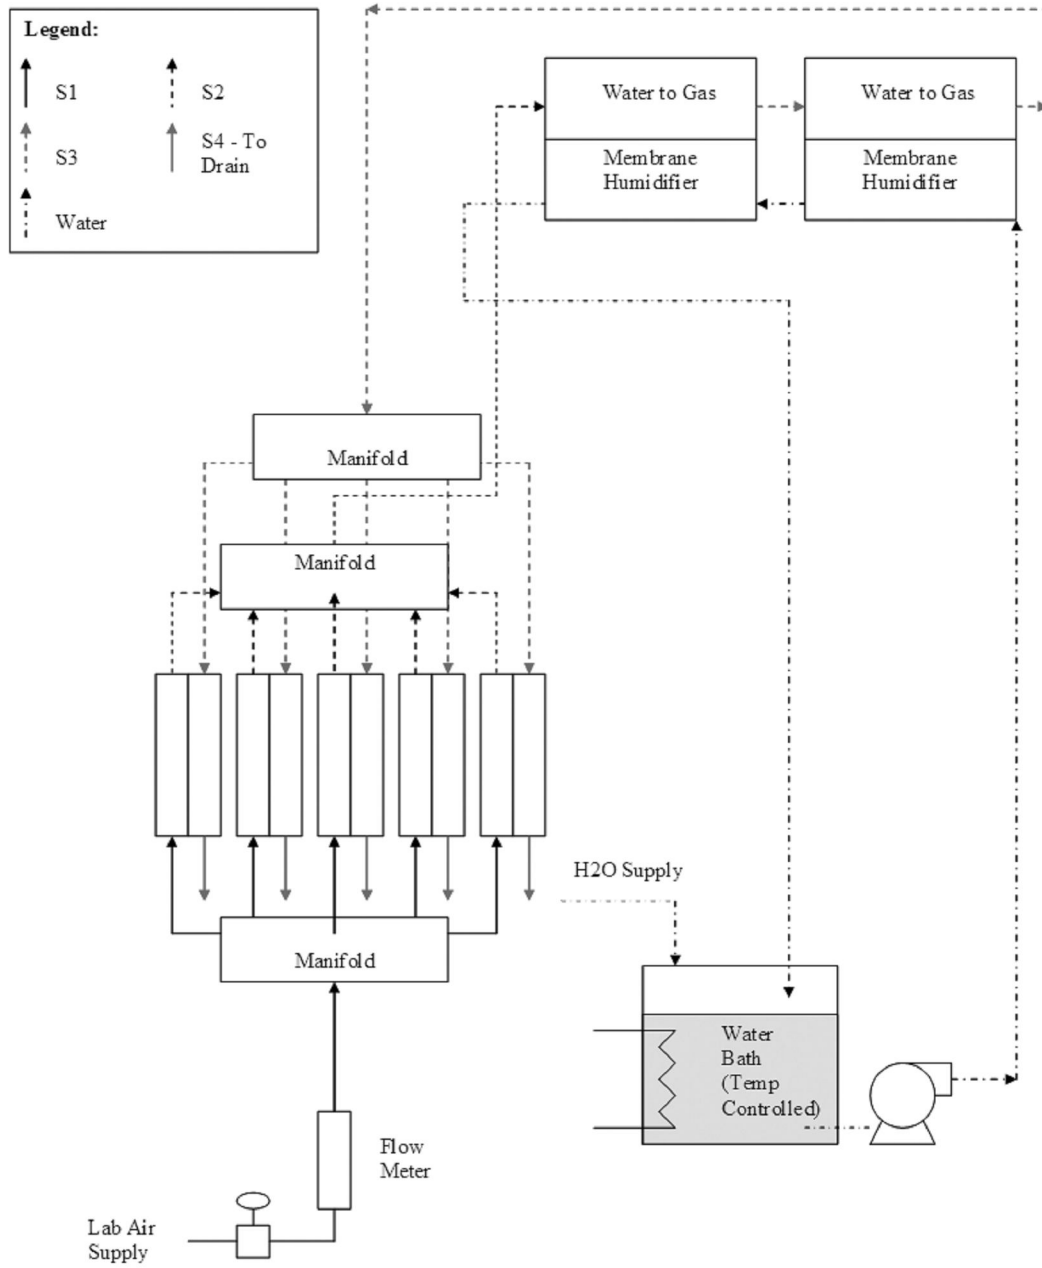 Legend:
S1
S2
S3
S4 - To
Drain
Water
Water to Gas
Membrane
Humidifier
Water to Gas
Membrane
Humidifier
Manifold
Manifold
H2O Supply
Manifold
Water
Bath
(Temp
Controlled)
Flow
Meter
Lab Air
Supply